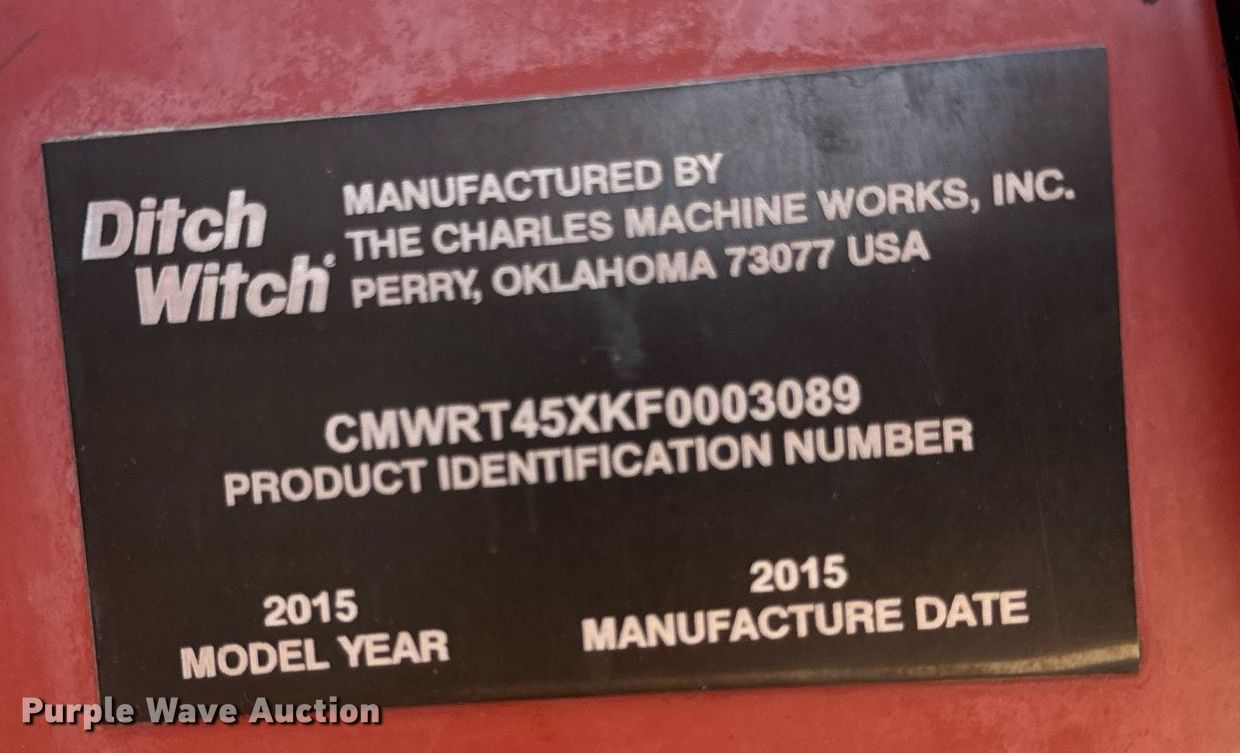 Ditch
Witch®
MANUFACTURED BY
THE CHARLES MACHINE WORKS, INC.
PERRY, OKLAHOMA 73077 USA
CMWRT45XKF0003089
PRODUCT IDENTIFICATION NUMBER
2015
MODEL YEAR
2015
MANUFACTURE DATE
Purple Wave Auction